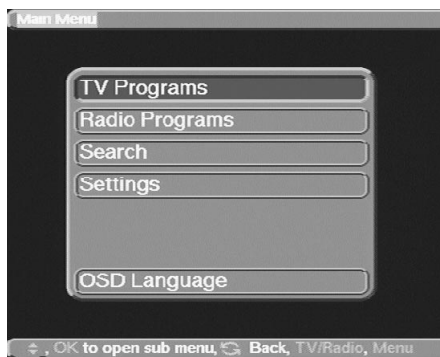 Main Menu
TV Programs
Radio Programs
Search
Settings
OSD Language
, OK to open sub menu, Back, TV/Radio, Menu